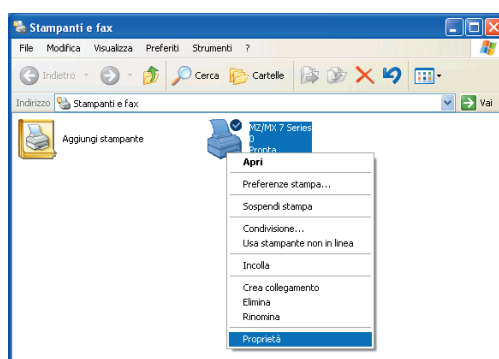 Stampanti e fax
File Modifica Visualizza Preferiti Strumenti ?
Indietro Cerca Cartelle
Indirizzo Stampanti e fax Vai
Aggiungi stampante
MZ/MX 7 Series
0
Pronta
Apri
Preferenze stampa...
Sospendi stampa
Condivisione...
Usa stampante non in linea
Incolla
Crea collegamento
Elimina
Rinomina
Proprietà